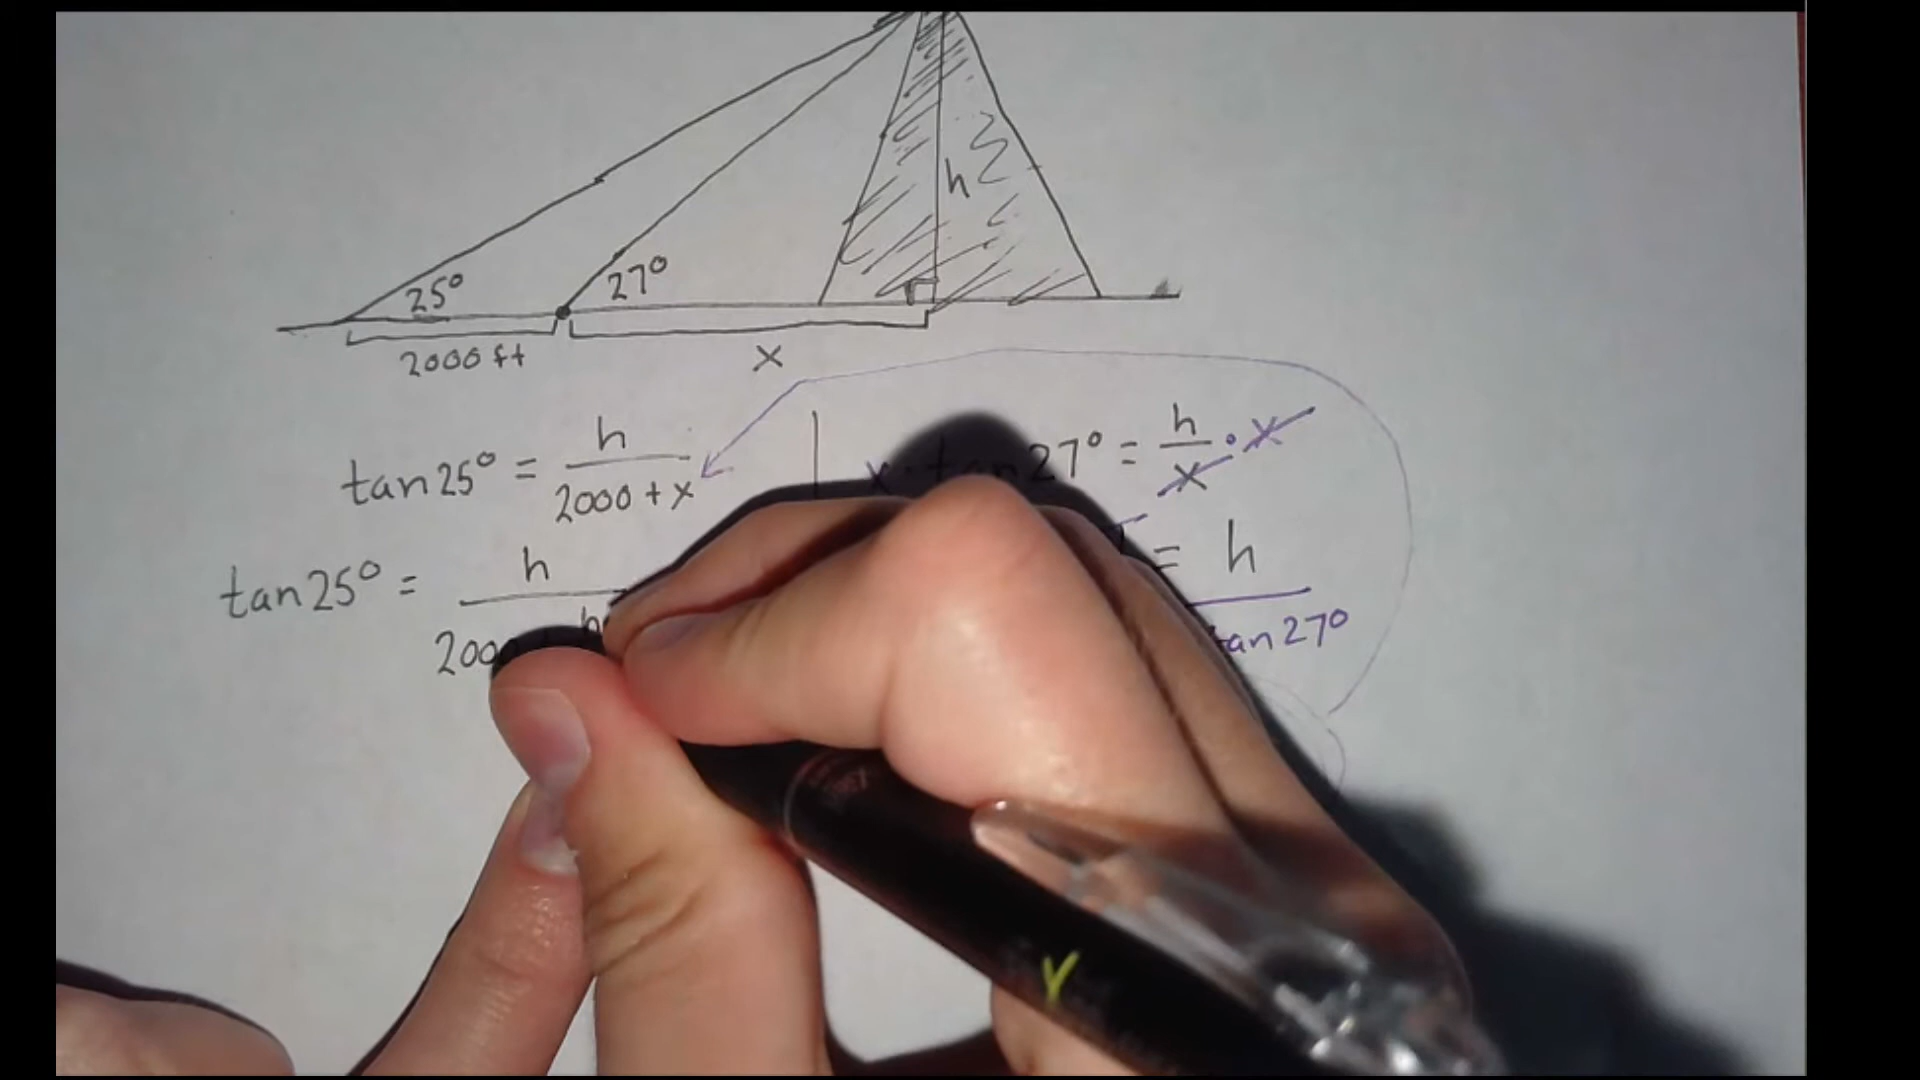 h
25° 27°
2000 ft x
tan 25° = h / 2000 + x
x · tan 27° = h / x · x
= h
tan 27°
tan 25° = h / 200